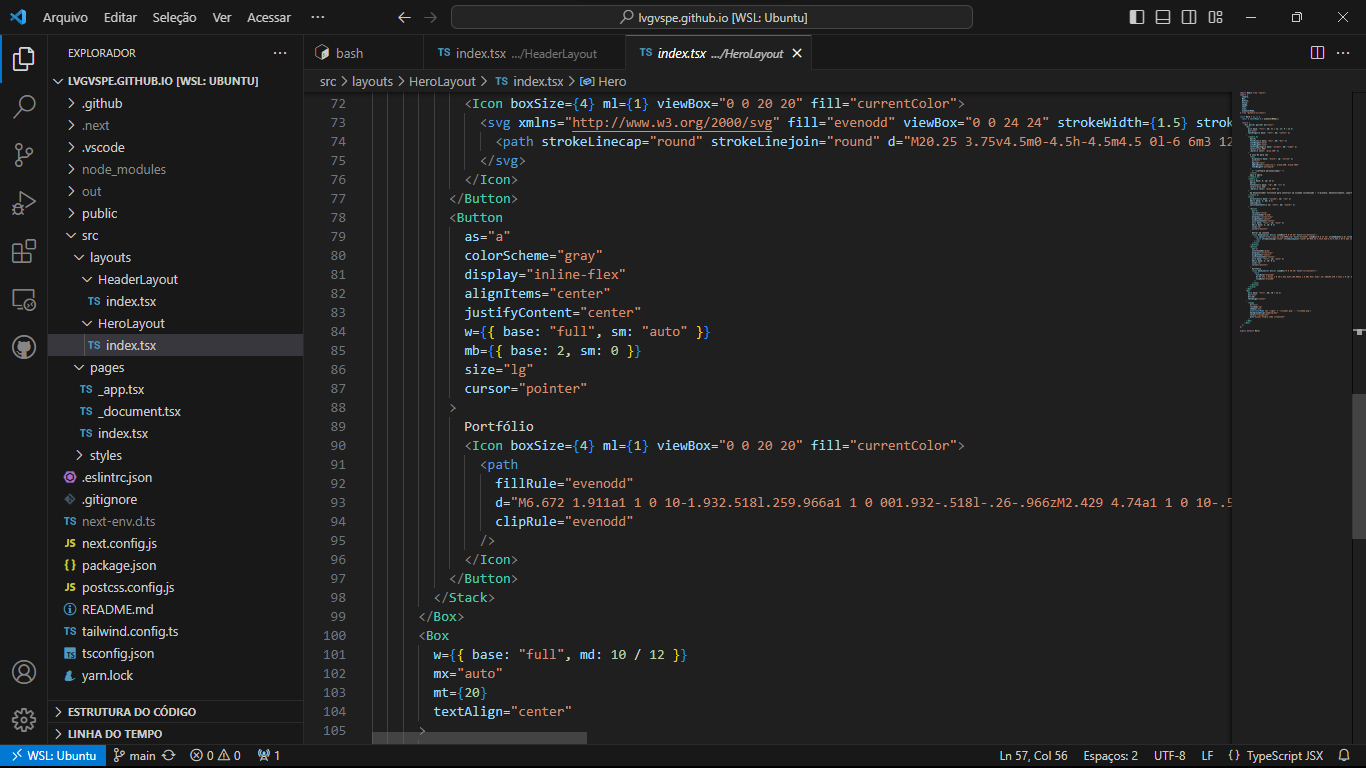 Arquivo Editar Seleção Ver Acessar ··· lvgvspe.github.io [WSL: Ubuntu]
EXPLORADOR ···
bash
TS index.tsx .../HeaderLayout
TS index.tsx .../HeroLayout
LVGVSPE.GITHUB.IO [WSL: UBUNTU]
src > layouts > HeroLayout > TS index.tsx > Hero
.github
.next
.vscode
node_modules
out
public
src
layouts
HeaderLayout
TS index.tsx
HeroLayout
TS index.tsx
pages
TS _app.tsx
TS _document.tsx
TS index.tsx
styles
.eslintrc.json
.gitignore
TS next-env.d.ts
JS next.config.js
{} package.json
JS postcss.config.js
README.md
TS tailwind.config.ts
tsconfig.json
yarn.lock
ESTRUTURA DO CÓDIGO
LINHA DO TEMPO
72 <Icon boxSize={4} ml={1} viewBox="0 0 20 20" fill="currentColor">
73 <svg xmlns="http://www.w3.org/2000/svg" fill="evenodd" viewBox="0 0 24 24" strokeWidth={1.5} strok
74 <path strokeLinecap="round" strokeLinejoin="round" d="M20.25 3.75v4.5m0-4.5h-4.5m4.5 0l-6 6m3 12
75 </svg>
76 </Icon>
77 </Button>
78 <Button
79 as="a"
80 colorScheme="gray"
81 display="inline-flex"
82 alignItems="center"
83 justifyContent="center"
84 w={{ base: "full", sm: "auto" }}
85 mb={{ base: 2, sm: 0 }}
86 size="lg"
87 cursor="pointer"
88 >
89 Portfólio
90 <Icon boxSize={4} ml={1} viewBox="0 0 20 20" fill="currentColor">
91 <path
92 fillRule="evenodd"
93 d="M6.672 1.911a1 1 0 10-1.932.518l.259.966a1 1 0 001.932-.518l-.26-.966zM2.429 4.74a1 1 0 10-.5
94 clipRule="evenodd"
95 />
96 </Icon>
97 </Button>
98 </Stack>
99 </Box>
100 <Box
101 w={{ base: "full", md: 10 / 12 }}
102 mx="auto"
103 mt={20}
104 textAlign="center"
105 >
WSL: Ubuntu main 0 0 1 Ln 57, Col 56 Espaços: 2 UTF-8 LF {} TypeScript JSX